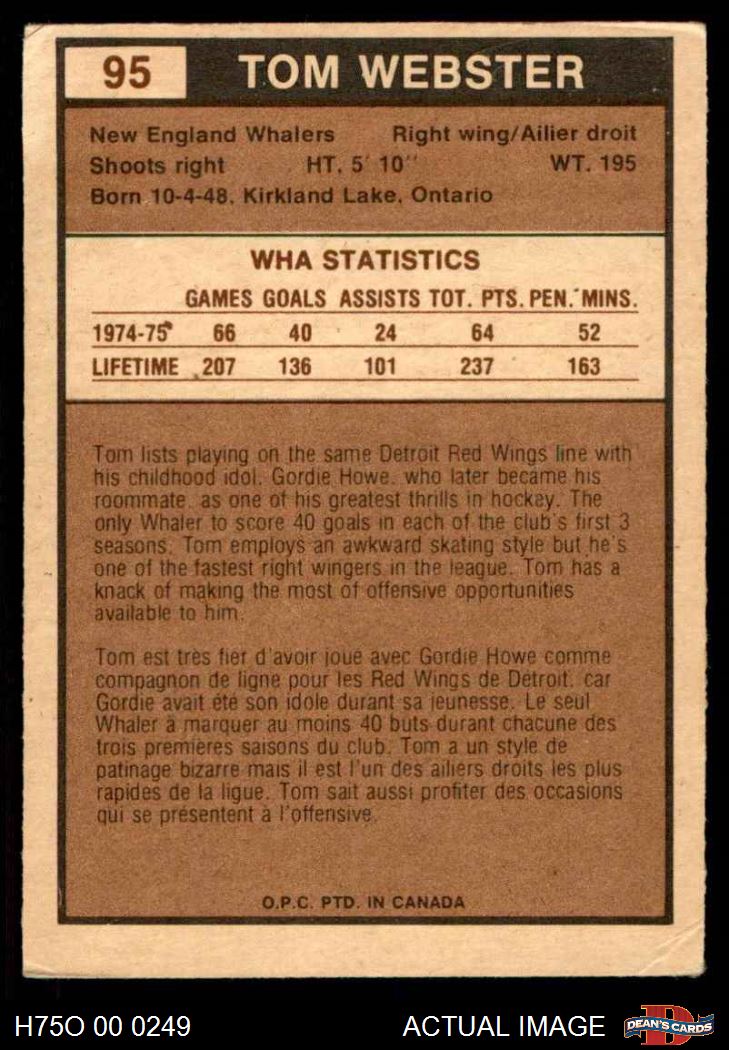 95 TOM WEBSTER
New England Whalers Right wing/Ailier droit
Shoots right HT. 5' 10'' WT. 195
Born 10-4-48, Kirkland Lake, Ontario
WHA STATISTICS
GAMES GOALS ASSISTS TOT. PTS. PEN. MINS.
1974-75 66 40 24 64 52
LIFETIME 207 136 101 237 163
Tom lists playing on the same Detroit Red Wings line with
his childhood idol, Gordie Howe, who later became his
roommate, as one of his greatest thrills in hockey. The
only Whaler to score 40 goals in each of the club's first 3
seasons, Tom employs an awkward skating style but he's
one of the fastest right wingers in the league. Tom has a
knack of making the most of offensive opportunities
available to him.
Tom est très fier d'avoir joué avec Gordie Howe comme
compagnon de ligne pour les Red Wings de Détroit, car
Gordie avait été son idole durant sa jeunesse. Le seul
Whaler à marquer au moins 40 buts durant chacune des
trois premières saisons du club, Tom a un style de
patinage bizarre mais il est l'un des ailiers droits les plus
rapides de la ligue. Tom sait aussi profiter des occasions
qui se présentent à l'offensive.
O.P.C. PTD. IN CANADA
H75O 00 0249 ACTUAL IMAGE D DEAN'S CARDS